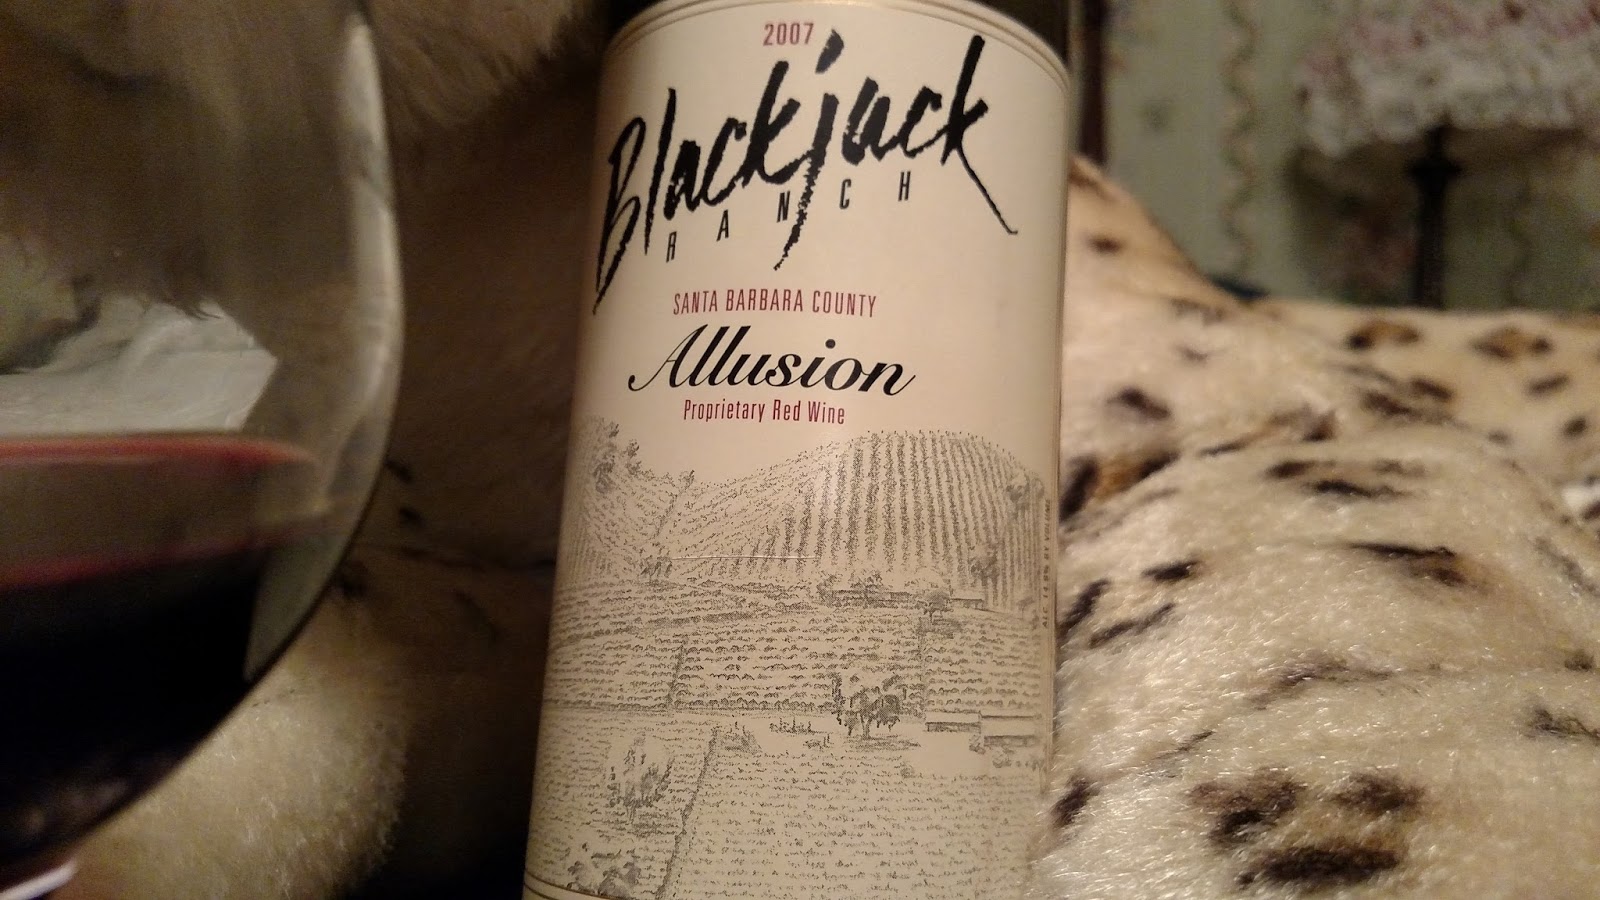 2007
Blackjack
RANCH
SANTA BARBARA COUNTY
Allusion
Proprietary Red Wine